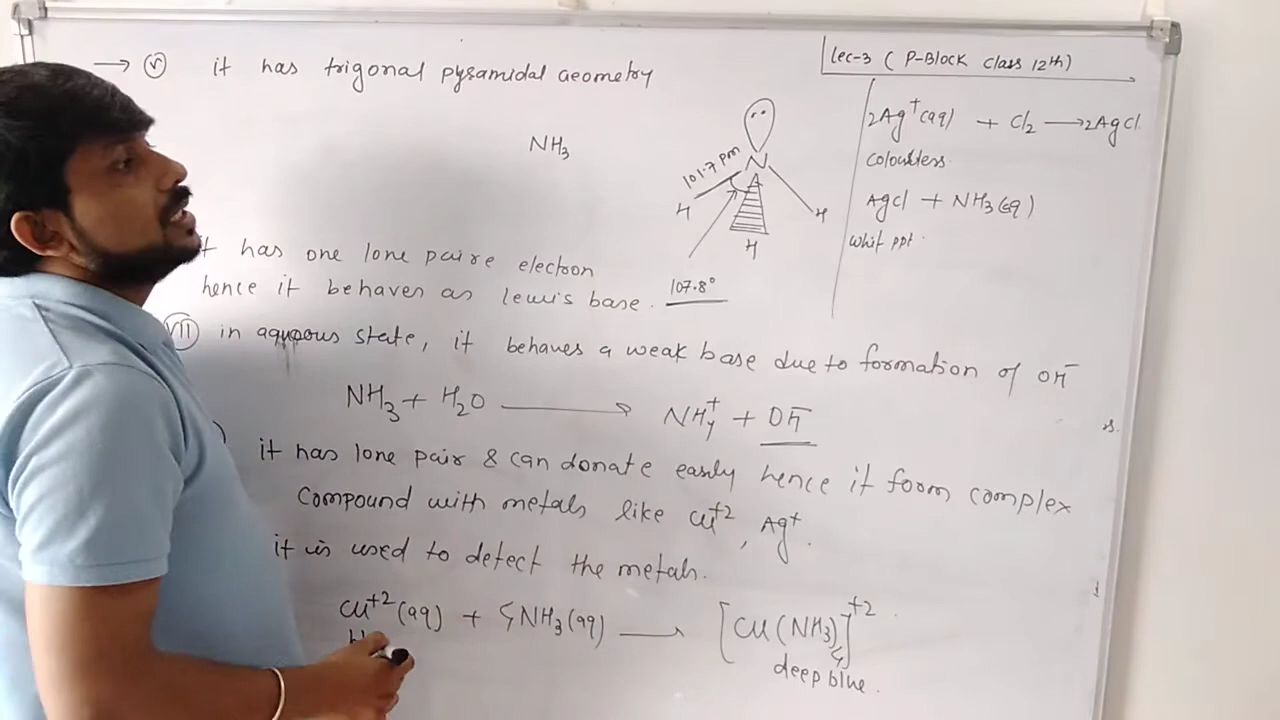 → (V) it has trigonal pyramidal geometry
NH3
N
101.7 pm
H
H
H
107.8°
it has one lone paire electron
hence it behaves as lewis base.
(VII) in aqueous state, it behaves a weak base due to formation of OH-
NH3 + H2O → NH4+ + OH-
it has lone pair & can donate easily hence it form complex
compound with metals like cu+2, Ag+.
it is used to detect the metals.
Cu+2(aq) + 4NH3(aq) → [Cu(NH3)4]+2
deep blue.
Lec-3 ( P-BLOCK class 12th)
2Ag+(aq) + Cl2 → 2AgCl
colourless.
AgCl + NH3(aq)
whit ppt.